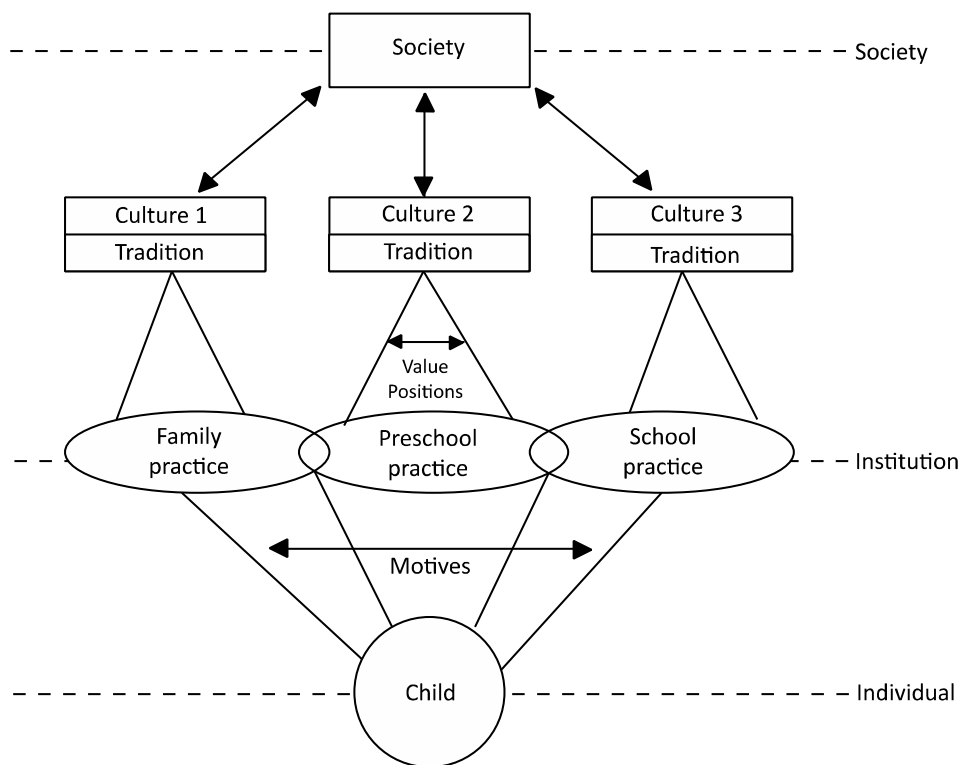 Society
Society
Culture 1
Tradition
Culture 2
Tradition
Culture 3
Tradition
Value
Positions
Family
practice
Preschool
practice
School
practice
Institution
Motives
Child
Individual